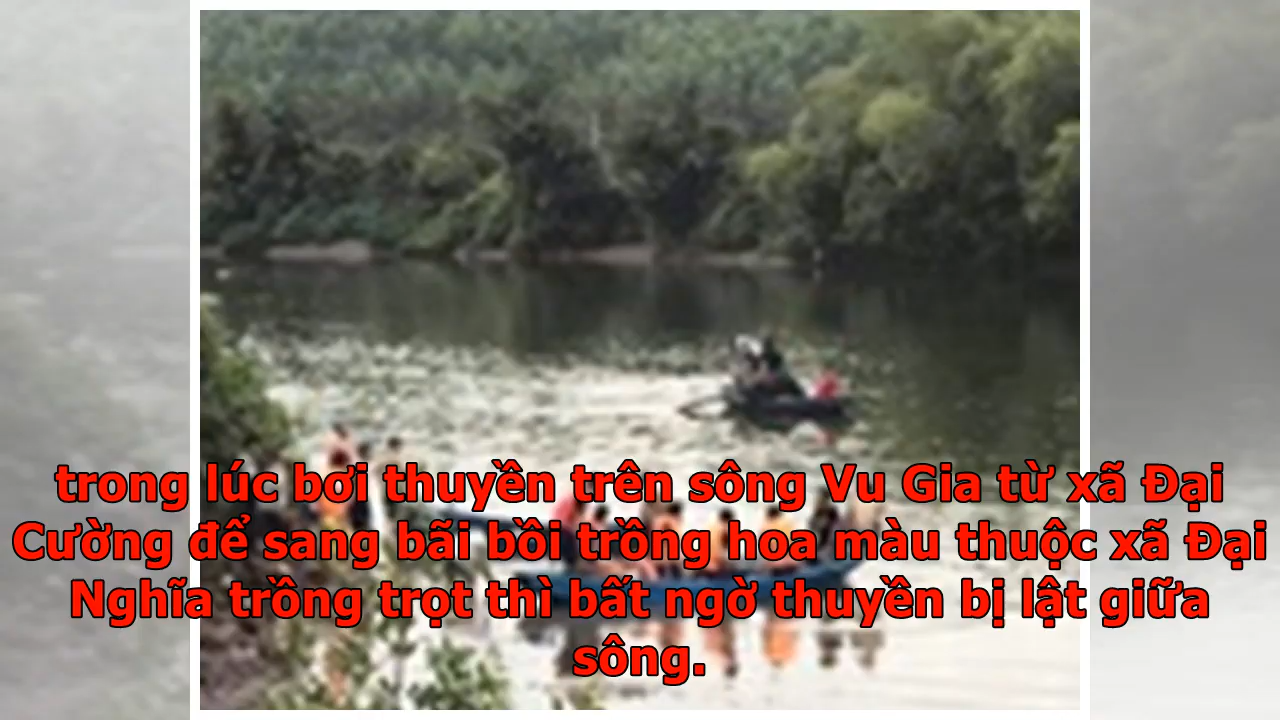 trong lúc bơi thuyền trên sông Vu Gia từ xã Đại
Cường để sang bãi bồi trồng hoa màu thuộc xã Đại
Nghĩa trồng trọt thì bất ngờ thuyền bị lật giữa
sông.